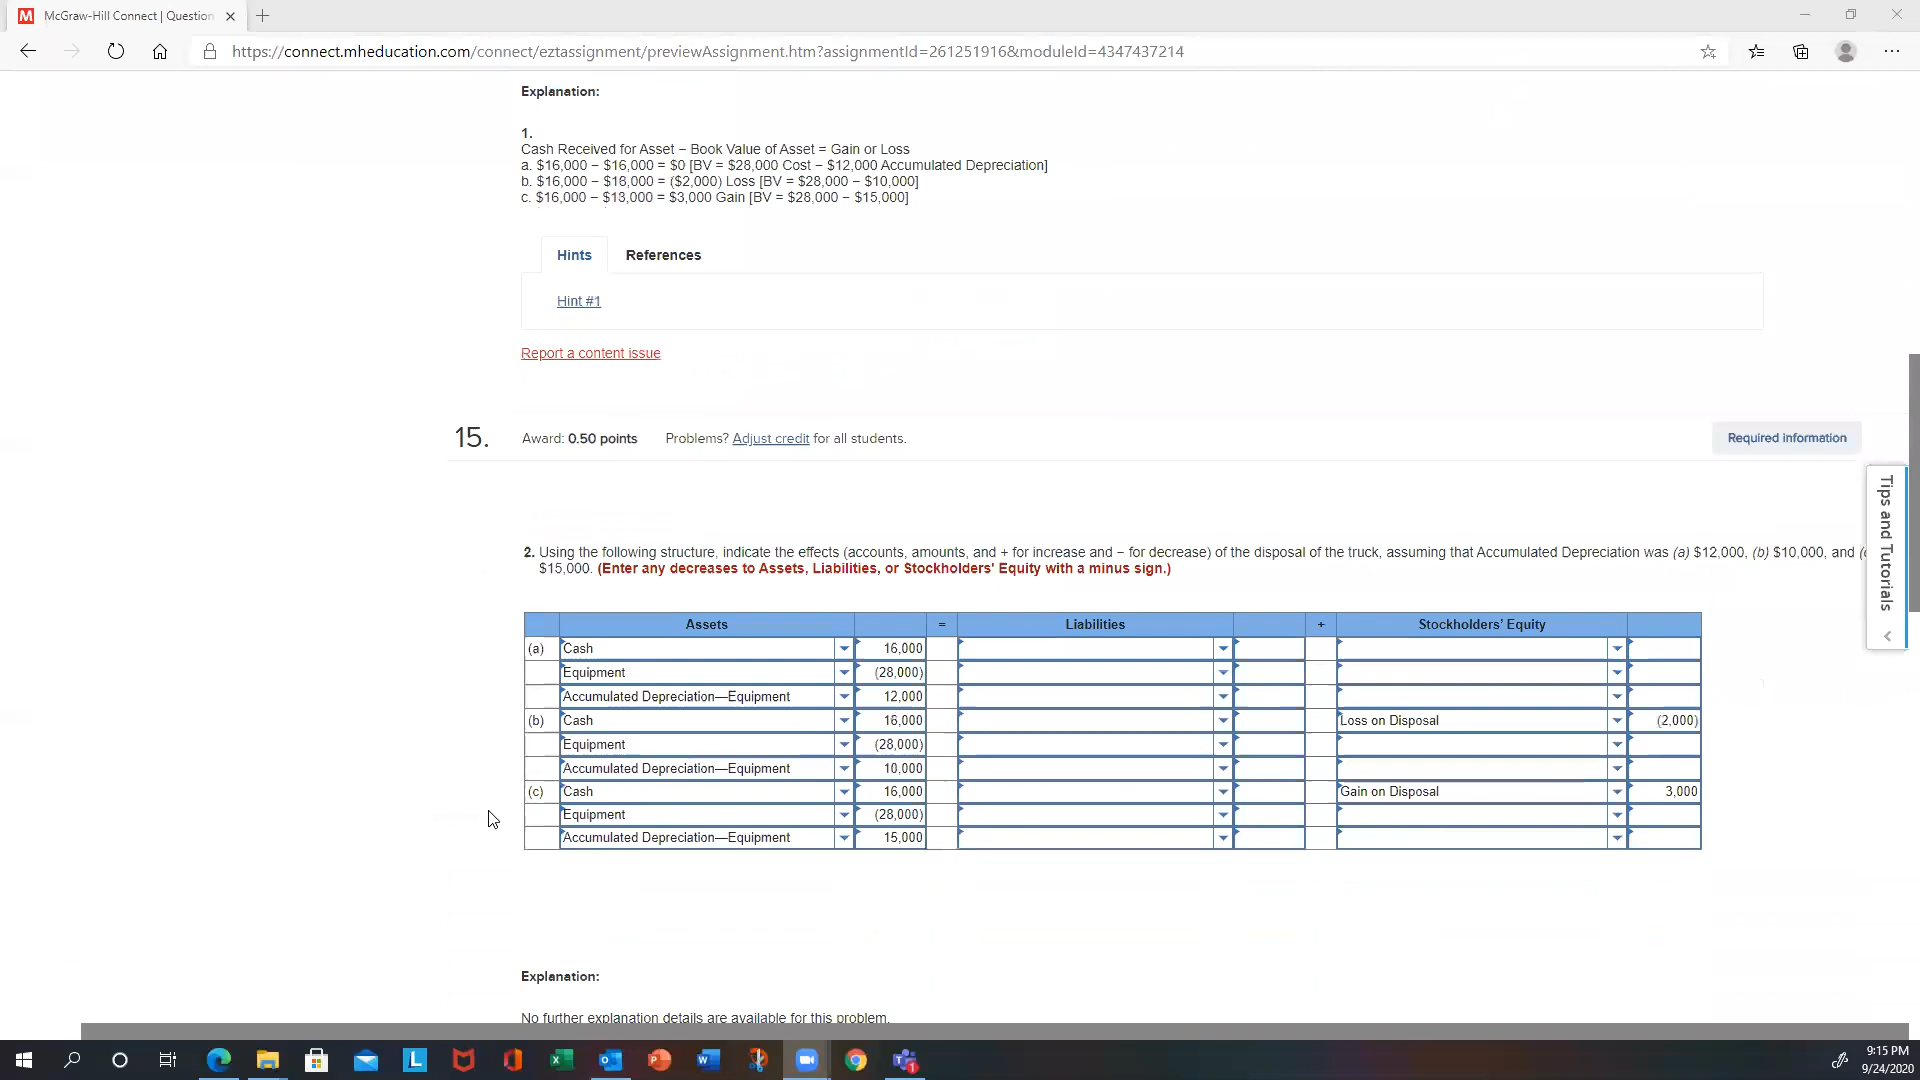 McGraw-Hill Connect | Question
https://connect.mheducation.com/connect/eztassignment/previewAssignment.htm?assignmentId=261251916&moduleId=4347437214
Explanation:
1.
Cash Received for Asset – Book Value of Asset = Gain or Loss
a. $16,000 – $16,000 = $0 [BV = $28,000 Cost – $12,000 Accumulated Depreciation]
b. $16,000 – $18,000 = ($2,000) Loss [BV = $28,000 – $10,000]
c. $16,000 – $13,000 = $3,000 Gain [BV = $28,000 – $15,000]
Hints References
Hint #1
Report a content issue
15. Award: 0.50 points Problems? Adjust credit for all students. Required information
Tips and Tutorials
2. Using the following structure, indicate the effects (accounts, amounts, and + for increase and – for decrease) of the disposal of the truck, assuming that Accumulated Depreciation was (a) $12,000, (b) $10,000, and
$15,000. (Enter any decreases to Assets, Liabilities, or Stockholders' Equity with a minus sign.)
Assets = Liabilities + Stockholders' Equity
(a) Cash 16,000
Equipment (28,000)
Accumulated Depreciation—Equipment 12,000
(b) Cash 16,000 Loss on Disposal (2,000)
Equipment (28,000)
Accumulated Depreciation—Equipment 10,000
(c) Cash 16,000 Gain on Disposal 3,000
Equipment (28,000)
Accumulated Depreciation—Equipment 15,000
Explanation:
No further explanation details are available for this problem.
9:15 PM
9/24/2020